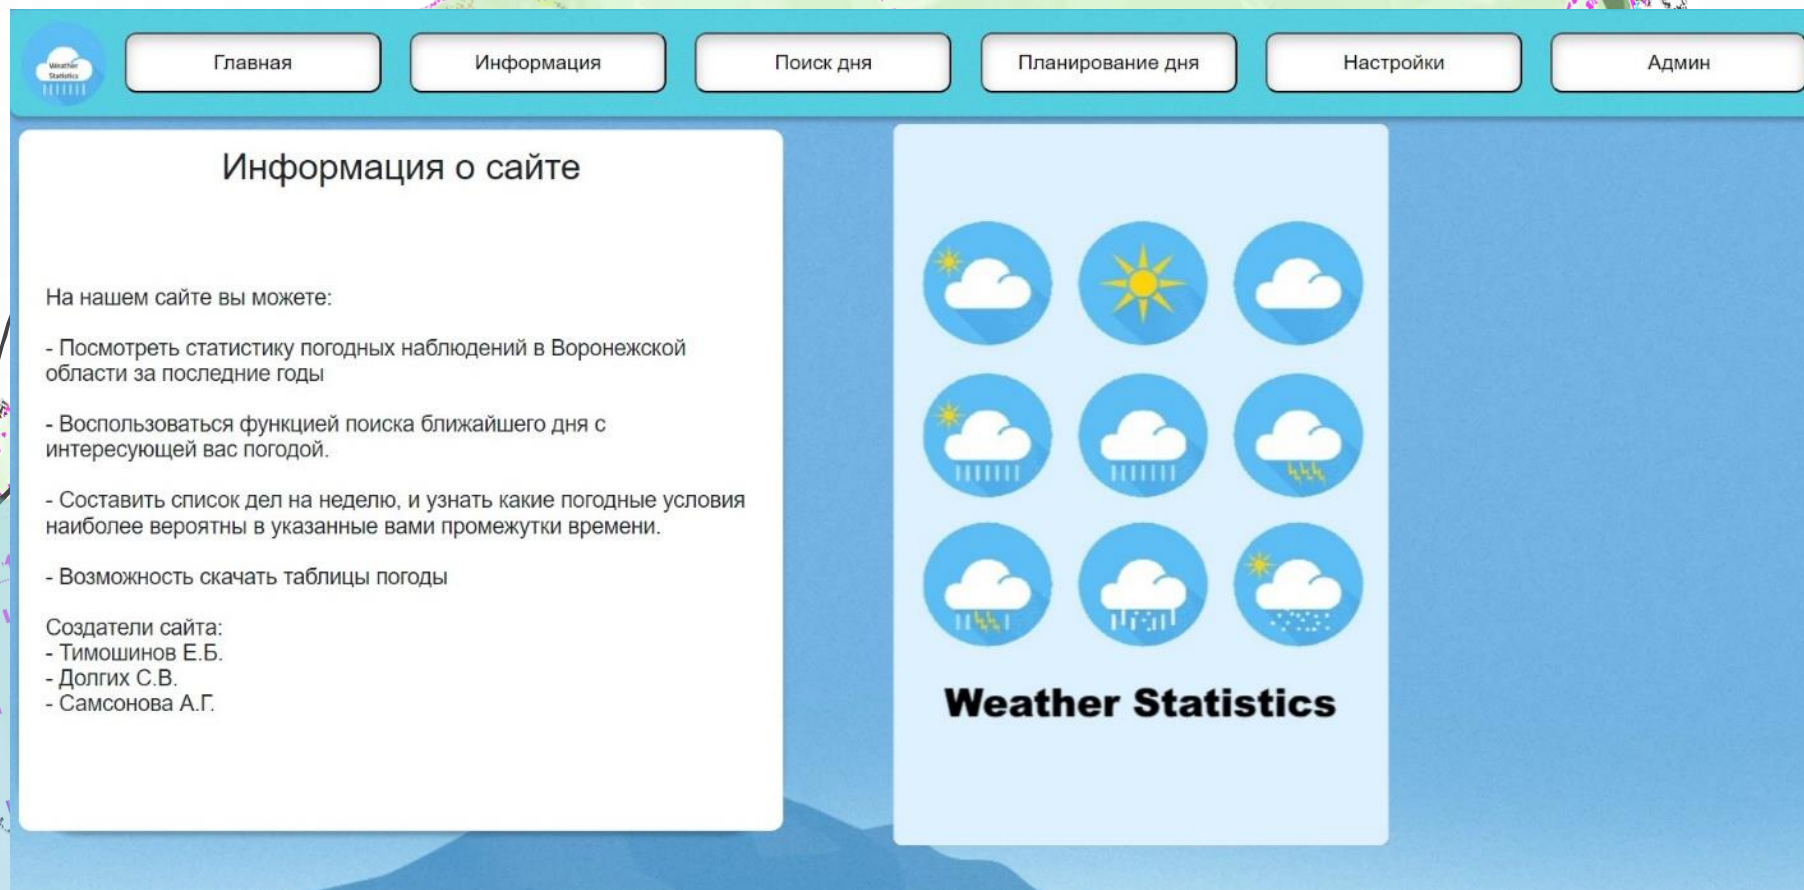 Weather
Statistics
Главная
Информация
Поиск дня
Планирование дня
Настройки
Админ
Информация о сайте
На нашем сайте вы можете:
- Посмотреть статистику погодных наблюдений в Воронежской
области за последние годы
- Воспользоваться функцией поиска ближайшего дня с
интересующей вас погодой.
- Составить список дел на неделю, и узнать какие погодные условия
наиболее вероятны в указанные вами промежутки времени.
- Возможность скачать таблицы погоды
Создатели сайта:
- Тимошинов Е.Б.
- Долгих С.В.
- Самсонова А.Г.
Weather Statistics